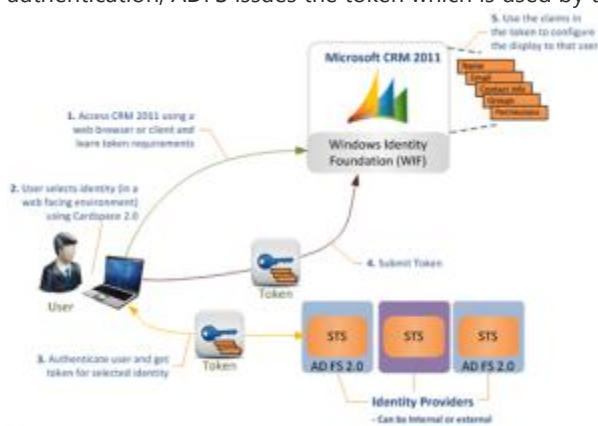 authentication, ADFS issues the token which is used by
5. Use the claims in
the token to configure
the display to that user
Microsoft CRM 2011
Name
Email
Contact Info
Groups
Permissions
1. Access CRM 2011 using a
web browser or client and
learn token requirements
Windows Identity
Foundation (WIF)
2. User selects identity (in a
web facing environment)
using Cardspace 2.0
4. Submit Token
Token
User
STS
STS
STS
3. Authenticate user and get
token for selected identity
Token
AD FS 2.0
AD FS 2.0
Identity Providers
- Can be internal or external